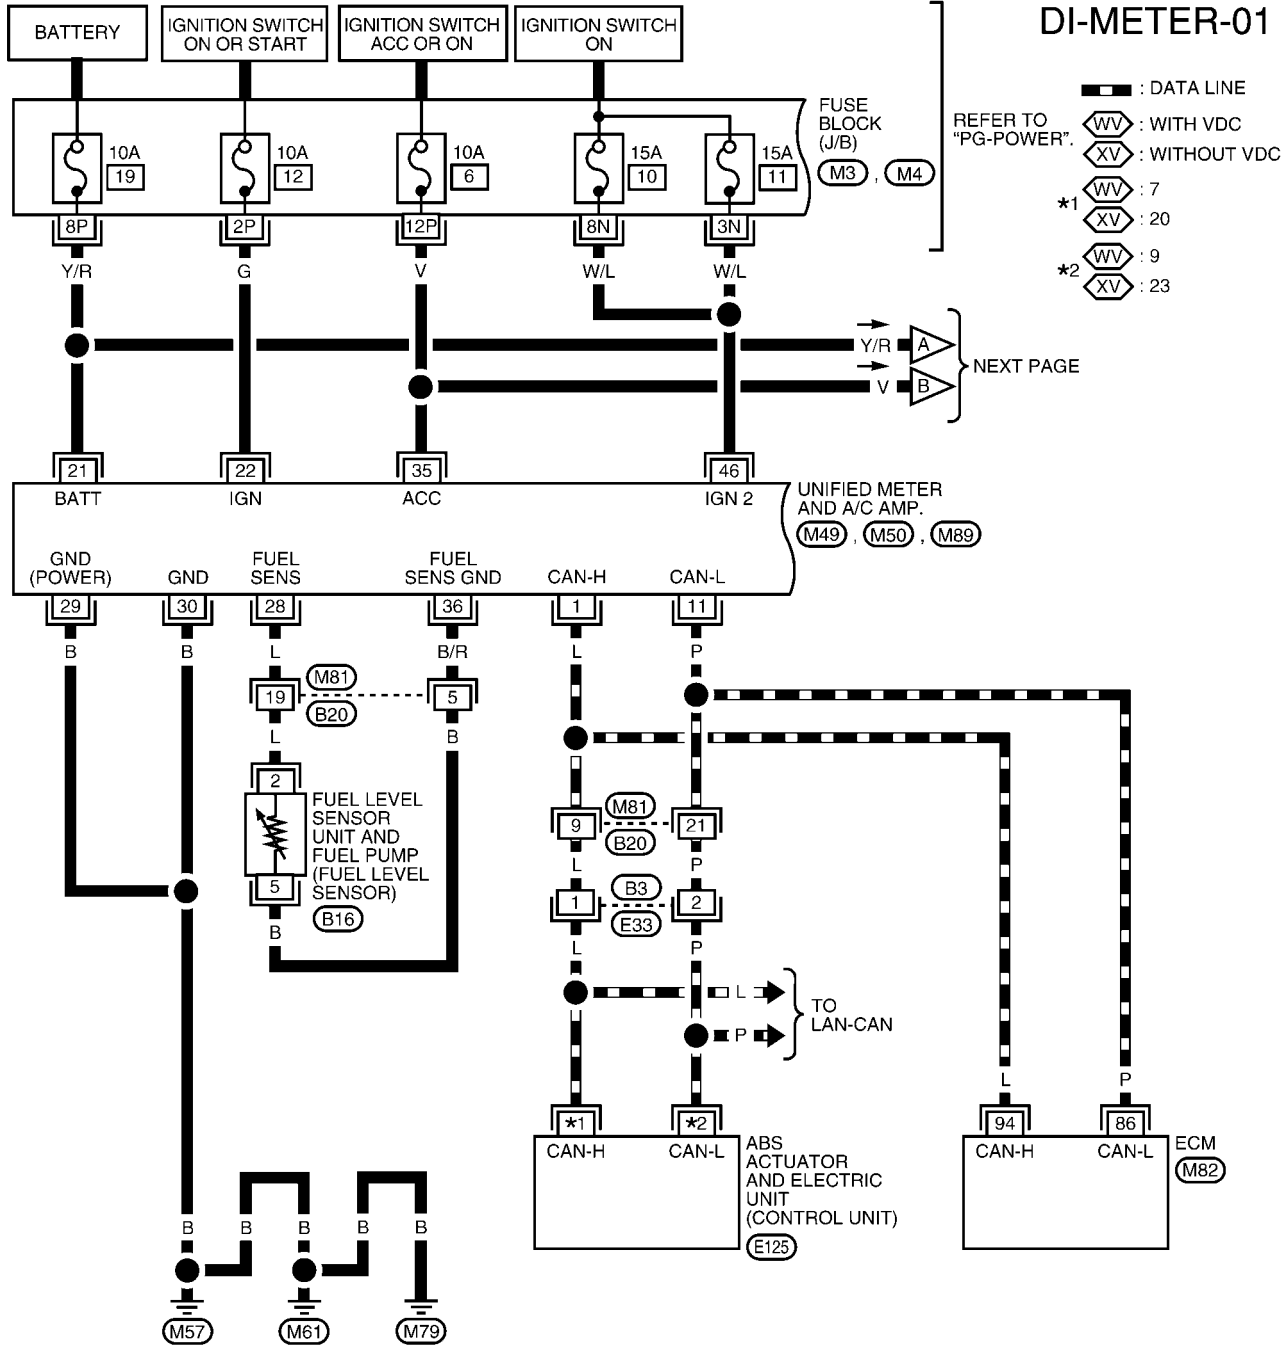 DI-METER-01
BATTERY
IGNITION SWITCH
ON OR START
IGNITION SWITCH
ACC OR ON
IGNITION SWITCH
ON
: DATA LINE
WV : WITH VDC
XV : WITHOUT VDC
*1 WV : 7
XV : 20
*2 WV : 9
XV : 23
FUSE
BLOCK
(J/B)
M3 , M4
REFER TO
"PG-POWER".
10A
19
10A
12
10A
6
15A
10
15A
11
8P 2P 12P 8N 3N
Y/R G V W/L W/L
Y/R A
V B
NEXT PAGE
21 22 35 46
BATT IGN ACC IGN 2
UNIFIED METER
AND A/C AMP.
M49 , M50 , M89
GND
(POWER)
GND
FUEL
SENS
FUEL
SENS GND
CAN-H
CAN-L
29 30 28 36 1 11
B B L B/R L P
M81
19 5
B20
L B
2
FUEL LEVEL
SENSOR
UNIT AND
FUEL PUMP
(FUEL LEVEL
SENSOR)
5
B16
B
M81
9 21
B20
L P
B3
1 2
E33
L P
L
P
TO
LAN-CAN
L P
*1 *2
CAN-H CAN-L
ABS
ACTUATOR
AND ELECTRIC
UNIT
(CONTROL UNIT)
E125
94 86
CAN-H CAN-L
ECM
M82
B B B B B
M57 M61 M79